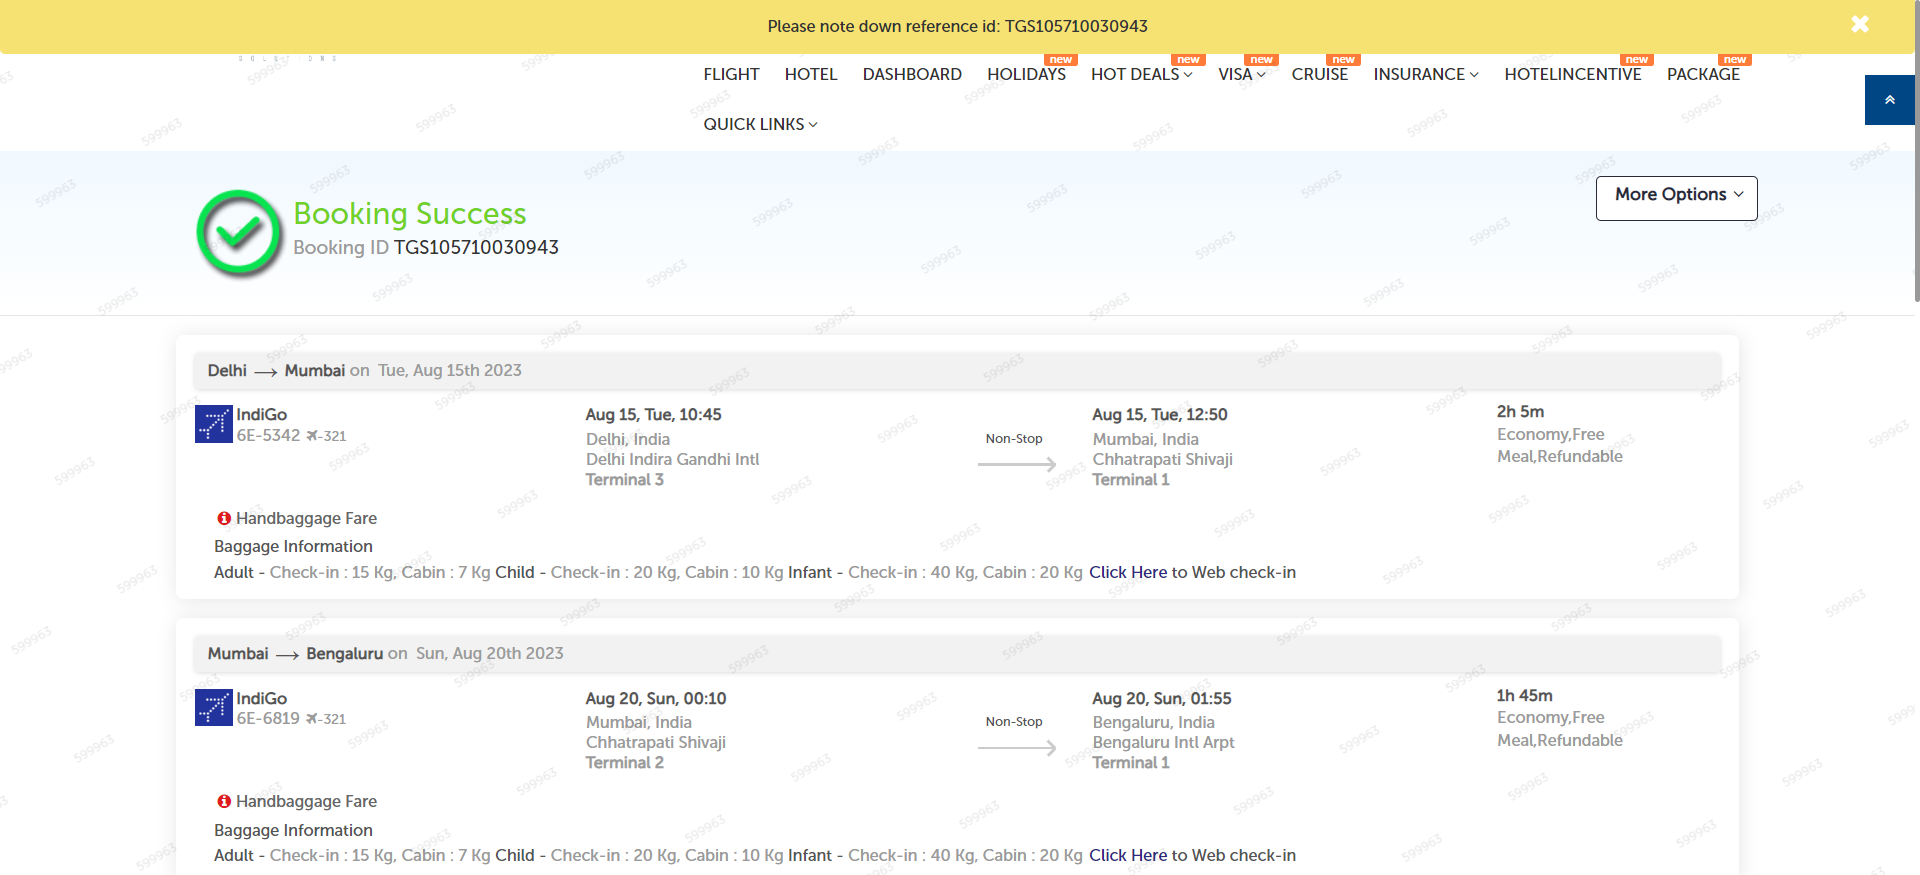 Please note down reference id: TGS105710030943
SOLUTIONS
FLIGHT HOTEL DASHBOARD HOLIDAYS new HOT DEALS new VISA new CRUISE new INSURANCE HOTELINCENTIVE new PACKAGE new
QUICK LINKS
More Options
Booking Success
Booking ID TGS105710030943
Delhi → Mumbai on Tue, Aug 15th 2023
IndiGo
6E-5342 ✈-321
Aug 15, Tue, 10:45
Delhi, India
Delhi Indira Gandhi Intl
Terminal 3
Non-Stop
Aug 15, Tue, 12:50
Mumbai, India
Chhatrapati Shivaji
Terminal 1
2h 5m
Economy,Free
Meal,Refundable
Handbaggage Fare
Baggage Information
Adult - Check-in : 15 Kg, Cabin : 7 Kg Child - Check-in : 20 Kg, Cabin : 10 Kg Infant - Check-in : 40 Kg, Cabin : 20 Kg Click Here to Web check-in
Mumbai → Bengaluru on Sun, Aug 20th 2023
IndiGo
6E-6819 ✈-321
Aug 20, Sun, 00:10
Mumbai, India
Chhatrapati Shivaji
Terminal 2
Non-Stop
Aug 20, Sun, 01:55
Bengaluru, India
Bengaluru Intl Arpt
Terminal 1
1h 45m
Economy,Free
Meal,Refundable
Handbaggage Fare
Baggage Information
Adult - Check-in : 15 Kg, Cabin : 7 Kg Child - Check-in : 20 Kg, Cabin : 10 Kg Infant - Check-in : 40 Kg, Cabin : 20 Kg Click Here to Web check-in
599963